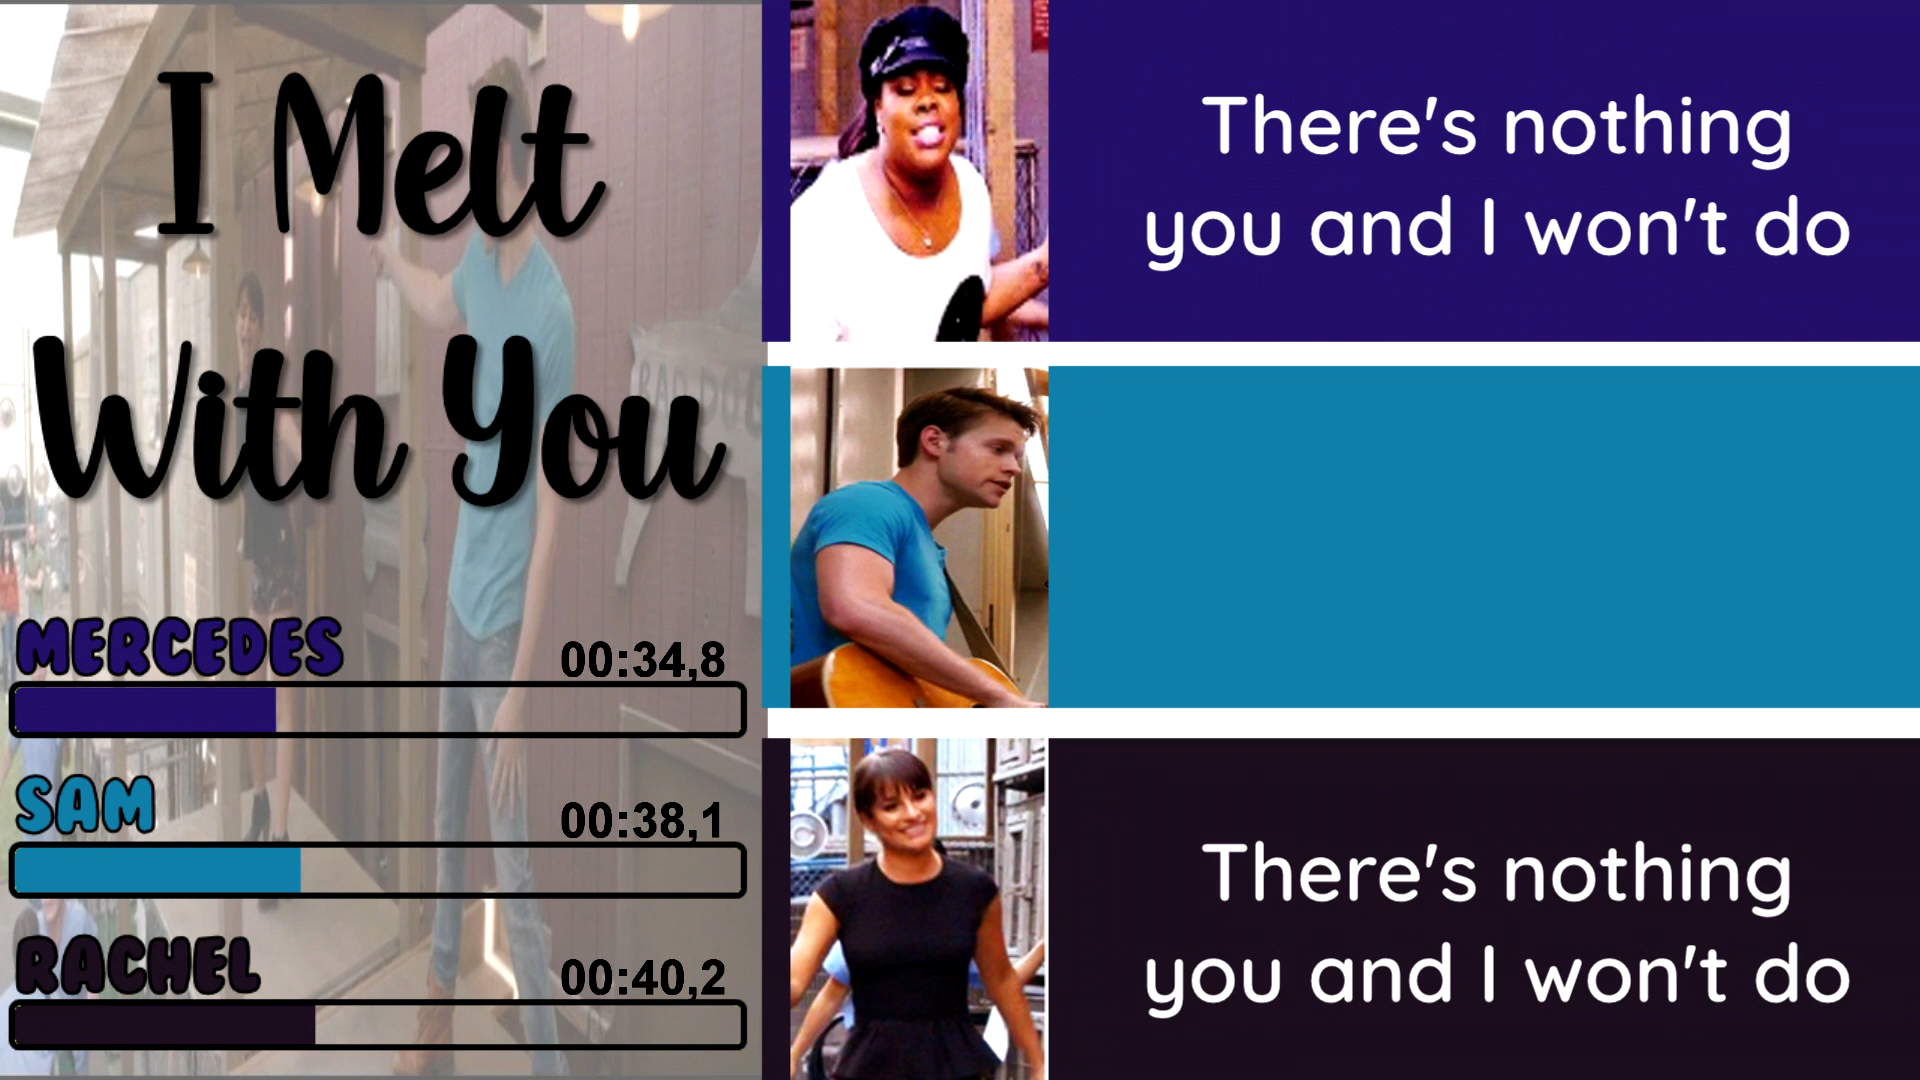 I Melt
With You
MERCEDES
00:34,8
SAM
00:38,1
RACHEL
00:40,2
There's nothing
you and I won't do
There's nothing
you and I won't do